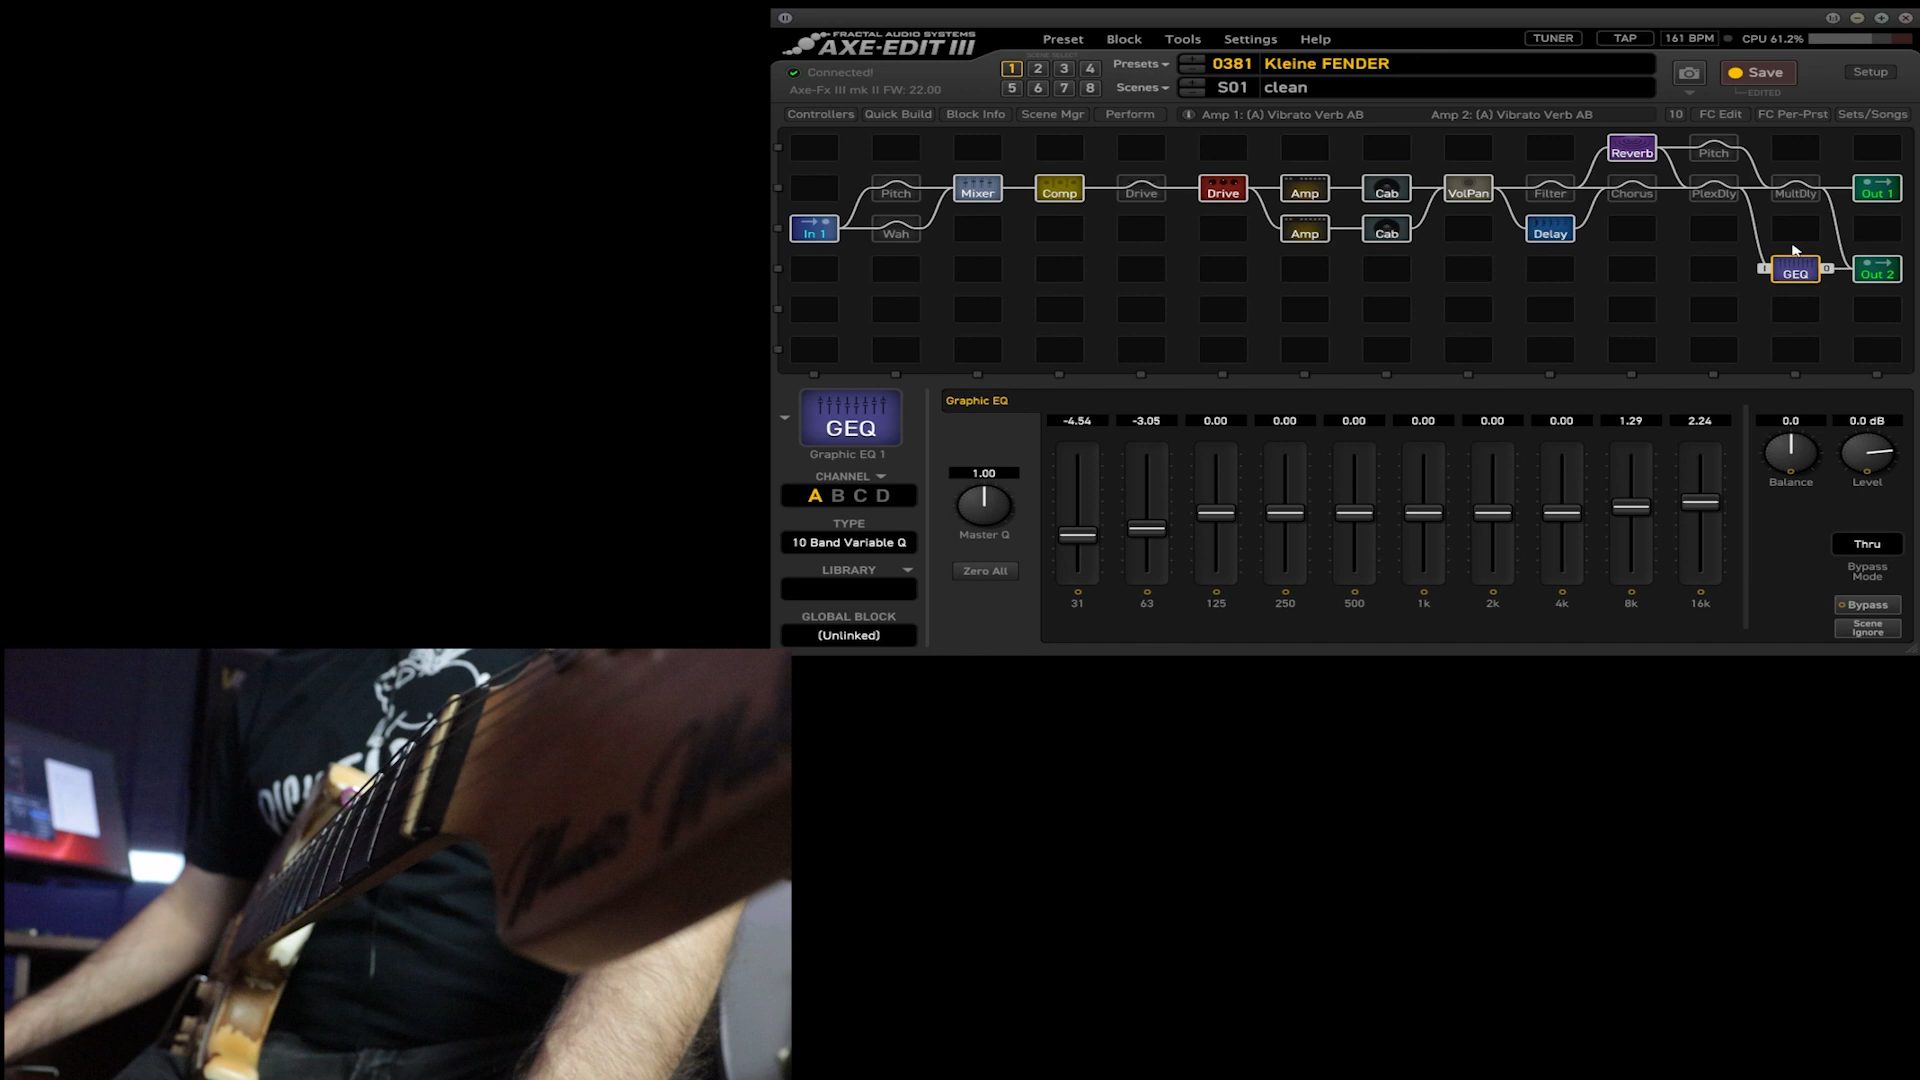 FRACTAL AUDIO SYSTEMS
AXE-EDIT III
Preset Block Tools Settings Help
TUNER TAP 161 BPM CPU 61.2%
Connected!
Axe-Fx III mk II FW: 22.00
SCENE SELECT
1 2 3 4
5 6 7 8
Presets 0381 Kleine FENDER
Scenes S01 clean
Save
EDITED
Setup
Controllers Quick Build Block Info Scene Mgr Perform Amp 1: (A) Vibrato Verb AB Amp 2: (A) Vibrato Verb AB 10 FC Edit FC Per-Prst Sets/Songs
Reverb Pitch
Pitch Mixer Comp Drive Drive Amp Cab VolPan Filter Chorus PlexDly MultDly Out 1
In 1 Wah Amp Cab Delay
I GEQ O Out 2
GEQ
Graphic EQ 1
CHANNEL
A B C D
TYPE
10 Band Variable Q
LIBRARY
GLOBAL BLOCK
(Unlinked)
Graphic EQ
1.00
Master Q
Zero All
-4.54 -3.05 0.00 0.00 0.00 0.00 0.00 0.00 1.29 2.24
31 63 125 250 500 1k 2k 4k 8k 16k
0.0 0.0 dB
Balance Level
Thru
Bypass
Mode
Bypass
Scene
Ignore